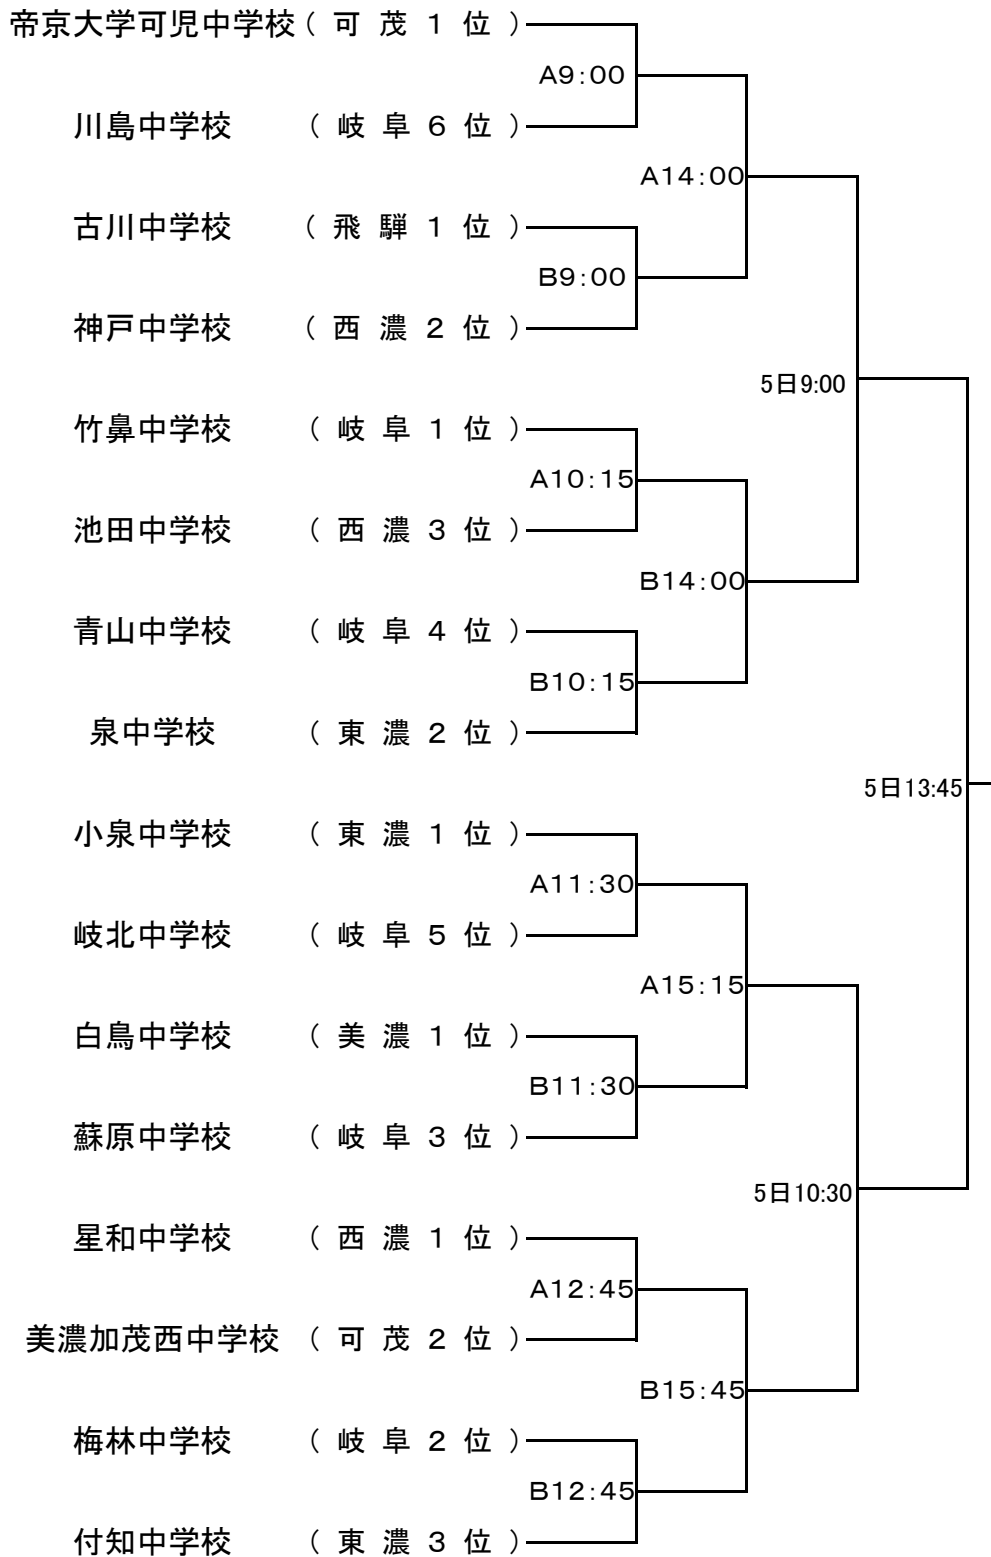 帝京大学可児中学校(可茂1位)
A9:00
川島中学校 (岐阜6位)
A14:00
古川中学校 (飛騨1位)
B9:00
神戸中学校 (西濃2位)
5日9:00
竹鼻中学校 (岐阜1位)
A10:15
池田中学校 (西濃3位)
B14:00
青山中学校 (岐阜4位)
B10:15
泉中学校 (東濃2位)
5日13:45
小泉中学校 (東濃1位)
A11:30
岐北中学校 (岐阜5位)
A15:15
白鳥中学校 (美濃1位)
B11:30
蘇原中学校 (岐阜3位)
5日10:30
星和中学校 (西濃1位)
A12:45
美濃加茂西中学校 (可茂2位)
B15:45
梅林中学校 (岐阜2位)
B12:45
付知中学校 (東濃3位)